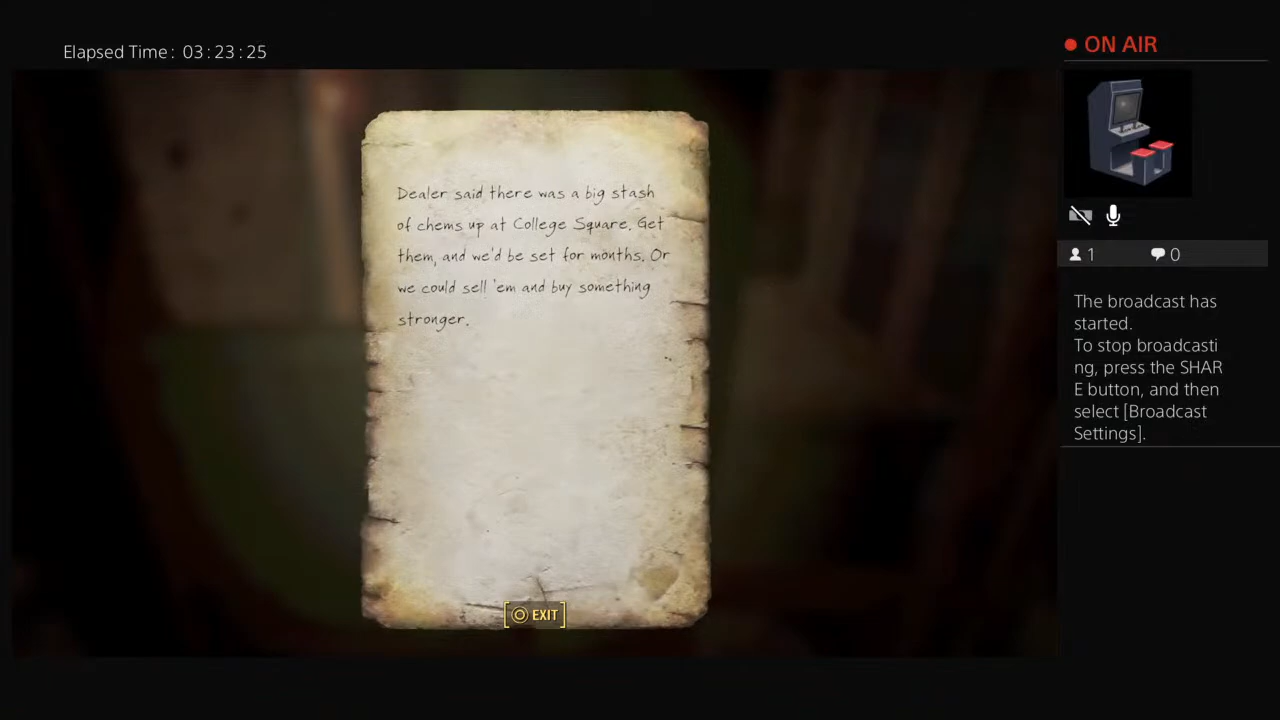 Elapsed Time: 03:23:25
ON AIR
Dealer said there was a big stash
of chems up at College Square. Get
them, and we'd be set for months. Or
we could sell 'em and buy something
stronger.
EXIT
1 0
The broadcast has
started.
To stop broadcasti
ng, press the SHAR
E button, and then
select [Broadcast
Settings].